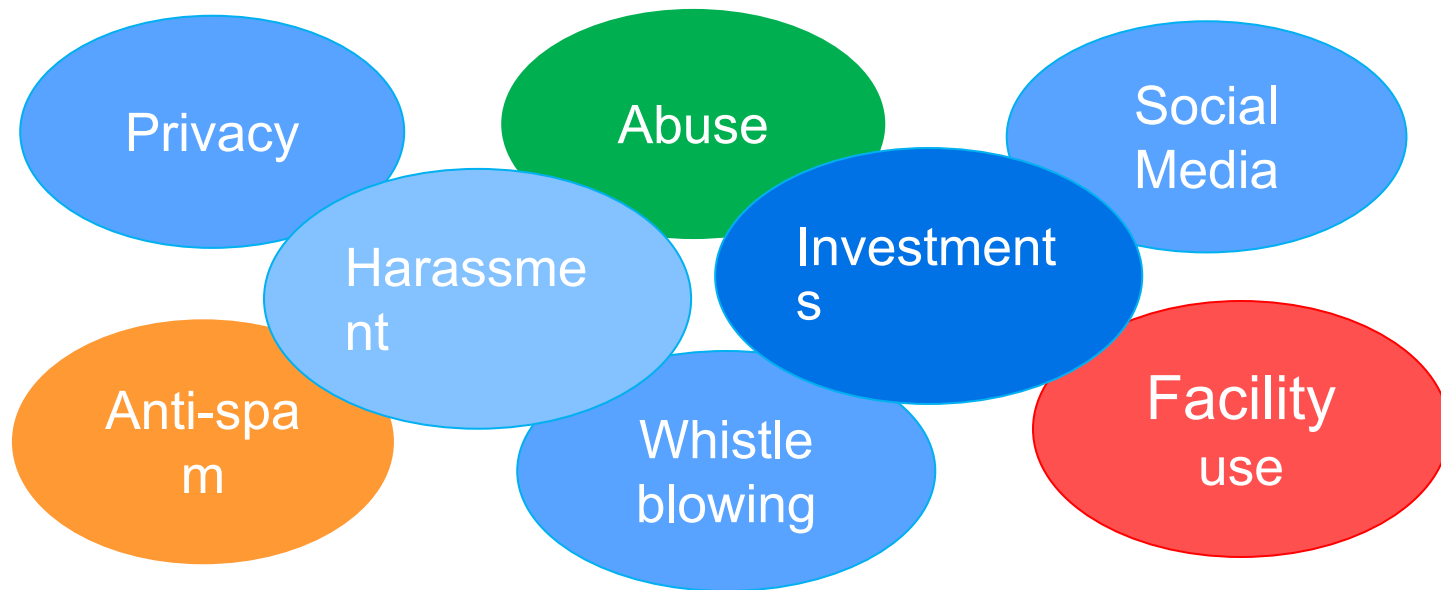 Privacy
Abuse
Social
Media
Harassme
nt
Investment
s
Anti-spa
m
Whistle
blowing
Facility
use